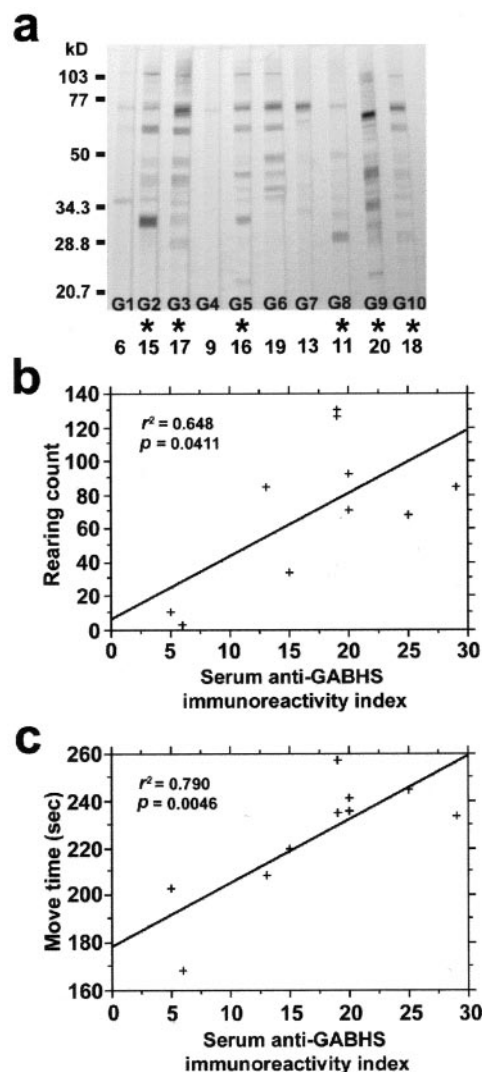 a
kD
103
77
50
34.3
28.8
20.7
G1 G2 G3 G4 G5 G6 G7 G8 G9 G10
* * * * * *
6 15 17 9 16 19 13 11 20 18
b
140
120
100
80
60
40
20
0
Rearing count
r² = 0.648
p = 0.0411
0 5 10 15 20 25 30
Serum anti-GABHS
immunoreactivity index
c
260
240
220
200
180
160
Move time (sec)
r² = 0.790
p = 0.0046
0 5 10 15 20 25 30
Serum anti-GABHS
immunoreactivity index